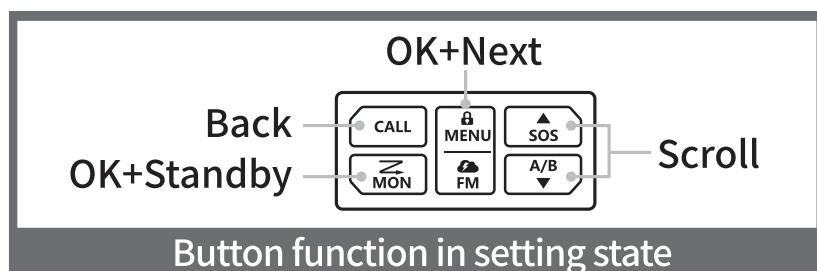 OK+Next
Back
CALL
MENU
SOS
Scroll
OK+Standby
MON
FM
A/B
Button function in setting state